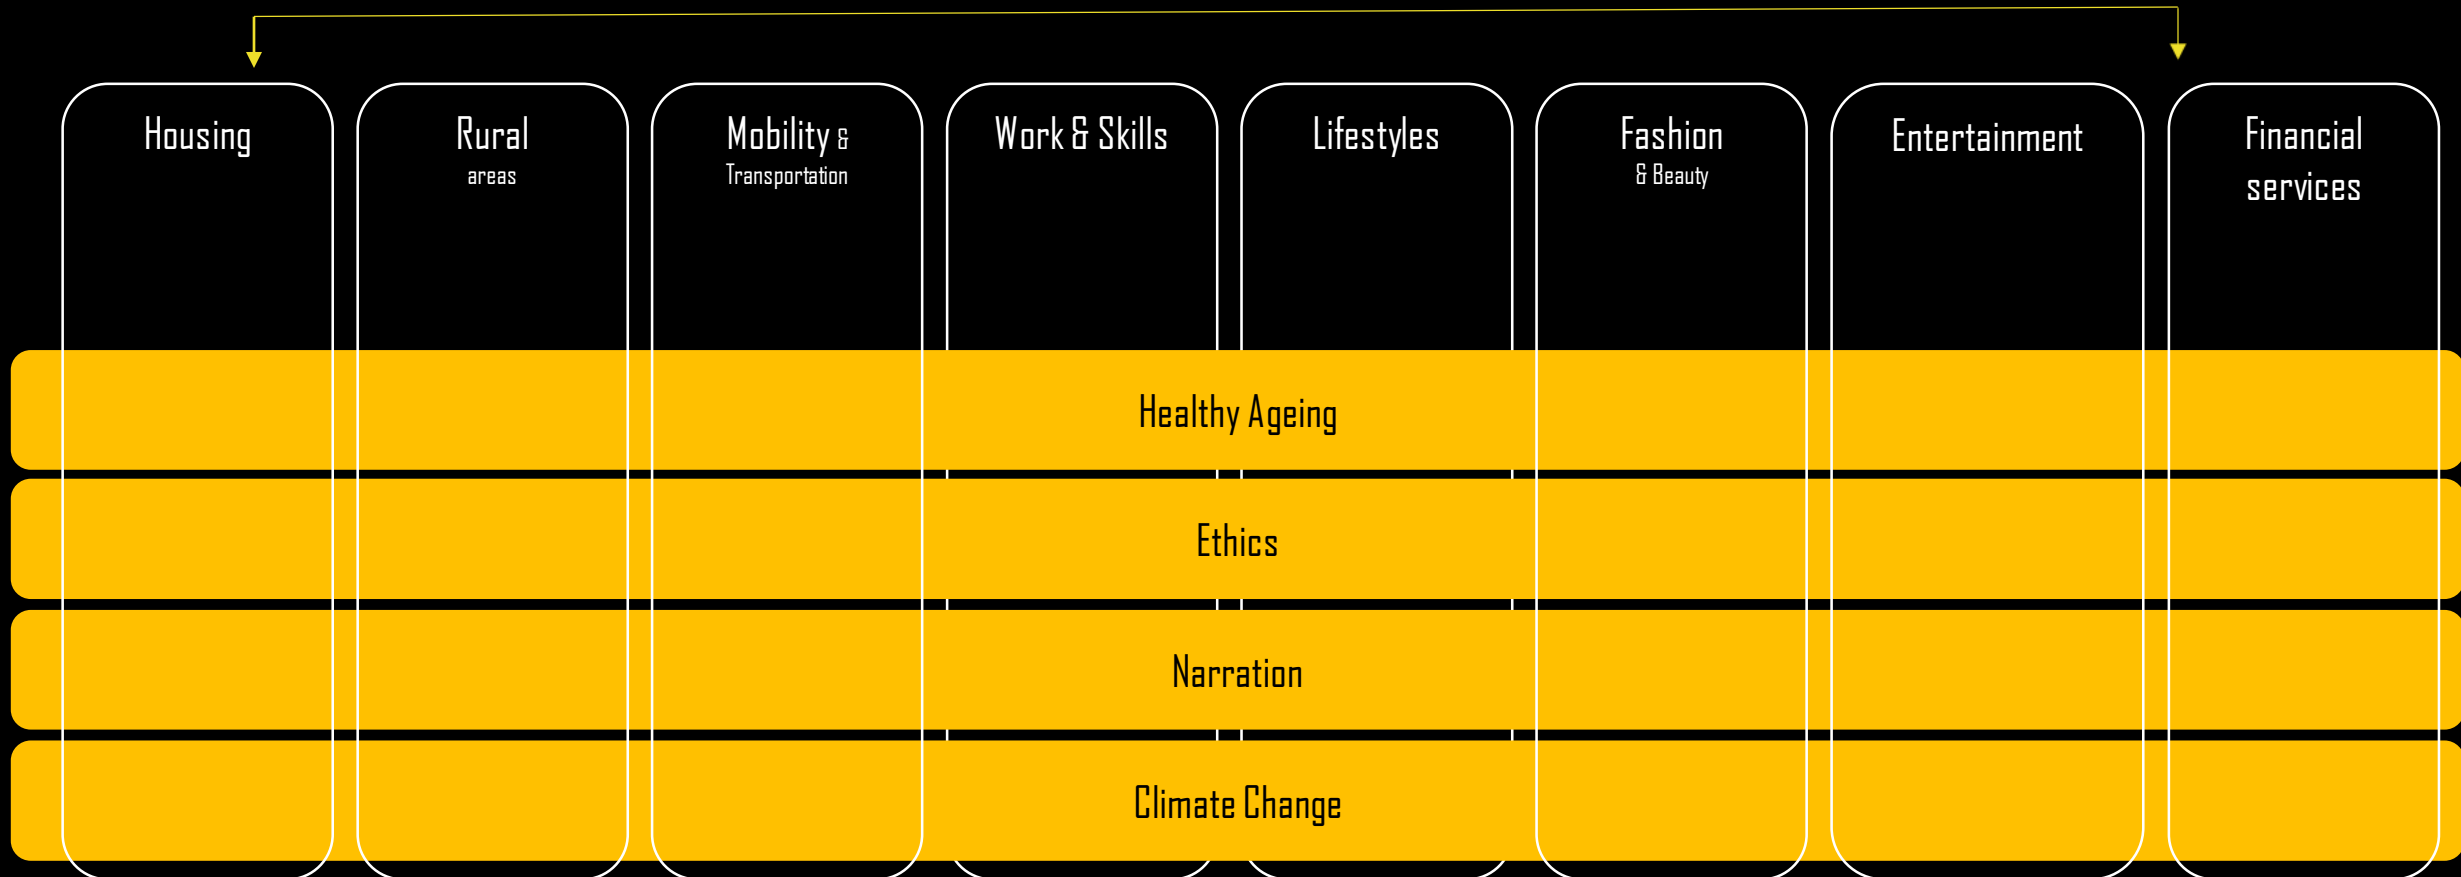 Housing
Rural
areas
Mobility &
Transportation
Work & Skills
Lifestyles
Fashion
& Beauty
Entertainment
Financial
services
Healthy Ageing
Ethics
Narration
Climate Change